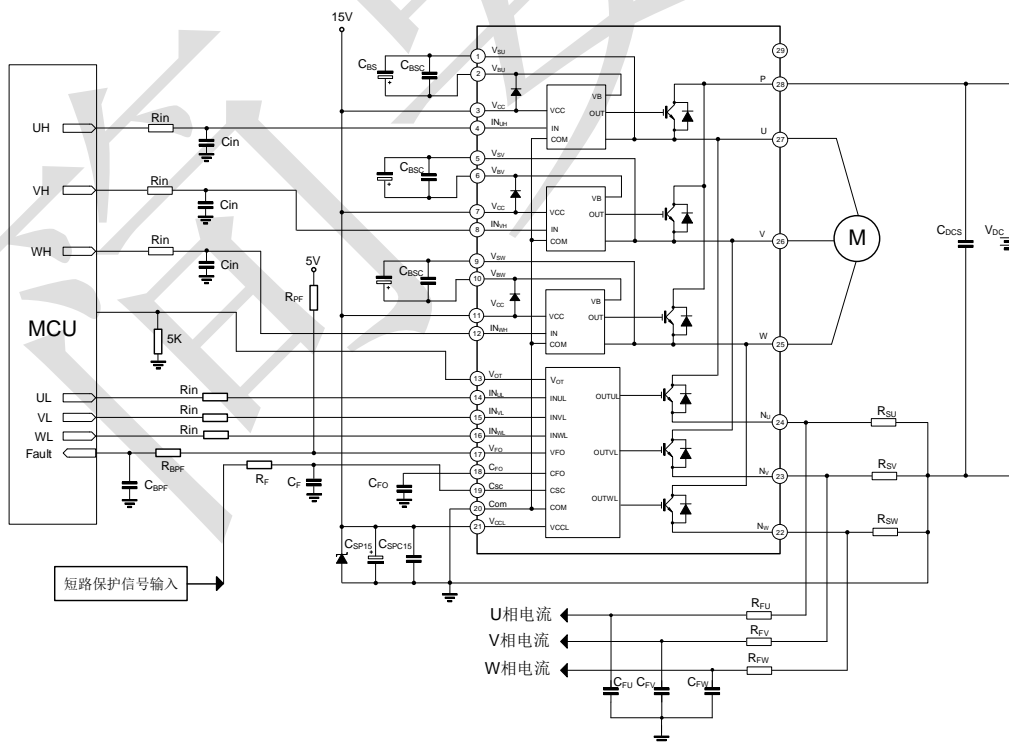 15V
29
CBS
CBSC
1
VSU
2
VBU
P
28
VB
3
VCC
VCC
OUT
UH
Rin
4
INUH
IN
COM
U
27
Cin
5
VSV
CBSC
6
VBV
VH
Rin
VB
7
VCC
VCC
OUT
Cin
8
INVH
IN
COM
V
26
M
CDCS
VDC
WH
Rin
9
VSW
Cin
CBSC
10
VBW
5V
RPF
VCC
VB
11
VCC
OUT
MCU
12
INWH
IN
COM
W
25
5K
13
VOT
VOT
UL
Rin
14
INUL
INUL
OUTUL
VL
Rin
15
INVL
INVL
NU
24
RSU
WL
Rin
16
INWL
INWL
Fault
RBPF
17
VFO
VFO
OUTVL
RF
18
CFO
CFO
NV
23
RSV
CBPF
CF
CFO
19
CSC
CSC
20
Com
COM
OUTWL
21
VCCL
VCCL
NW
22
RSW
CSP15
CSPC15
短路保护信号输入
U相电流
RFU
V相电流
RFV
W相电流
RFW
CFU
CFV
CFW